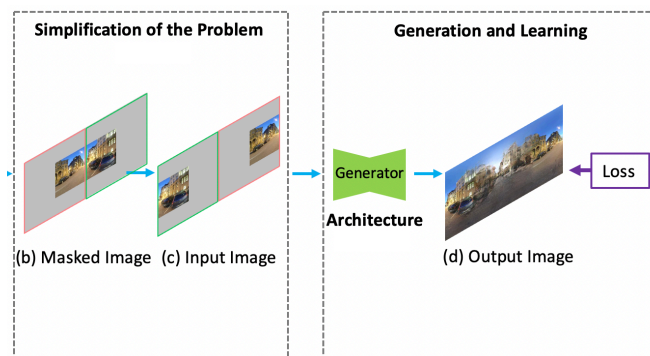 Simplification of the Problem
Generation and Learning
Generator
Loss
Architecture
(b) Masked Image
(c) Input Image
(d) Output Image